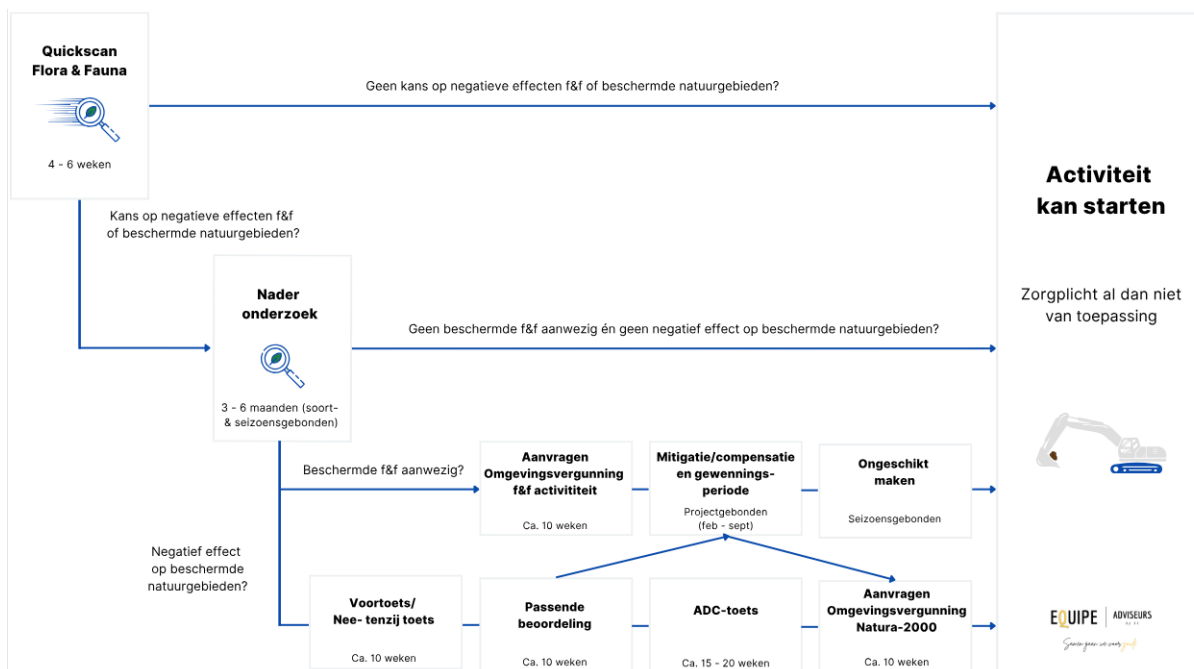 Quickscan
Flora & Fauna
4 - 6 weken
Geen kans op negatieve effecten f&f of beschermde natuurgebieden?
Kans op negatieve effecten f&f
of beschermde natuurgebieden?
Nader
onderzoek
3 - 6 maanden (soort-
& seizoensgebonden)
Geen beschermde f&f aanwezig én geen negatief effect op beschermde natuurgebieden?
Activiteit
kan starten
Zorgplicht al dan niet
van toepassing
Beschermde f&f aanwezig?
Aanvragen
Omgevingsvergunning
f&f activititeit
Ca. 10 weken
Mitigatie/compensatie
en gewennings-
periode
Projectgebonden
(feb - sept)
Ongeschikt
maken
Seizoensgebonden
Negatief effect
op beschermde
natuurgebieden?
Voortoets/
Nee- tenzij toets
Ca. 10 weken
Passende
beoordeling
Ca. 10 weken
ADC-toets
Ca. 15 - 20 weken
Aanvragen
Omgevingsvergunning
Natura-2000
Ca. 10 weken
EQUIPE ADVISEURS
Samen gaan we voor